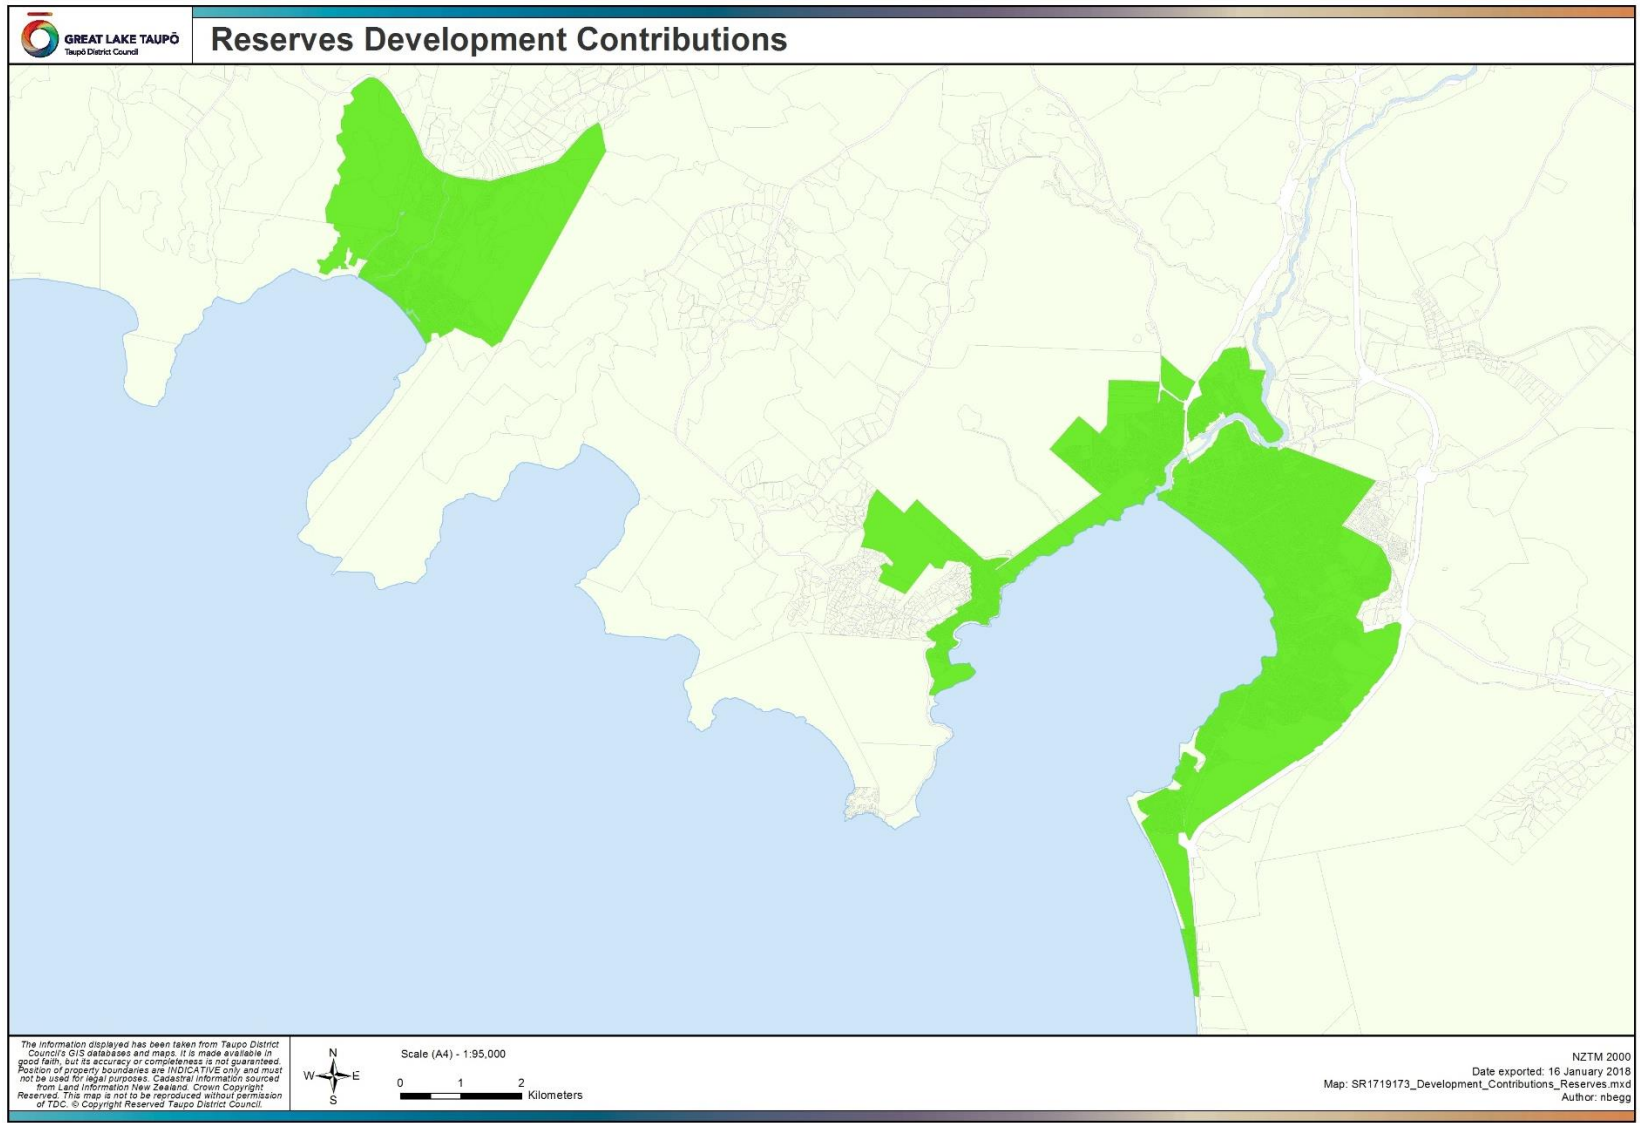 GREAT LAKE TAUPŌ
Taupō District Council
Reserves Development Contributions
The information displayed has been taken from Taupo District
Council's GIS databases and maps. It is made available in
good faith, but its accuracy or completeness is not guaranteed.
Position of property boundaries are INDICATIVE only and must
not be used for legal purposes. Cadastral information sourced
from Land Information New Zealand. Crown Copyright
Reserved. This map is not to be reproduced without permission
of TDC. © Copyright Reserved Taupo District Council.
N
W E
S
Scale (A4) - 1:95,000
0 1 2
Kilometers
NZTM 2000
Date exported: 16 January 2018
Map: SR1719173_Development_Contributions_Reserves.mxd
Author: nbegg